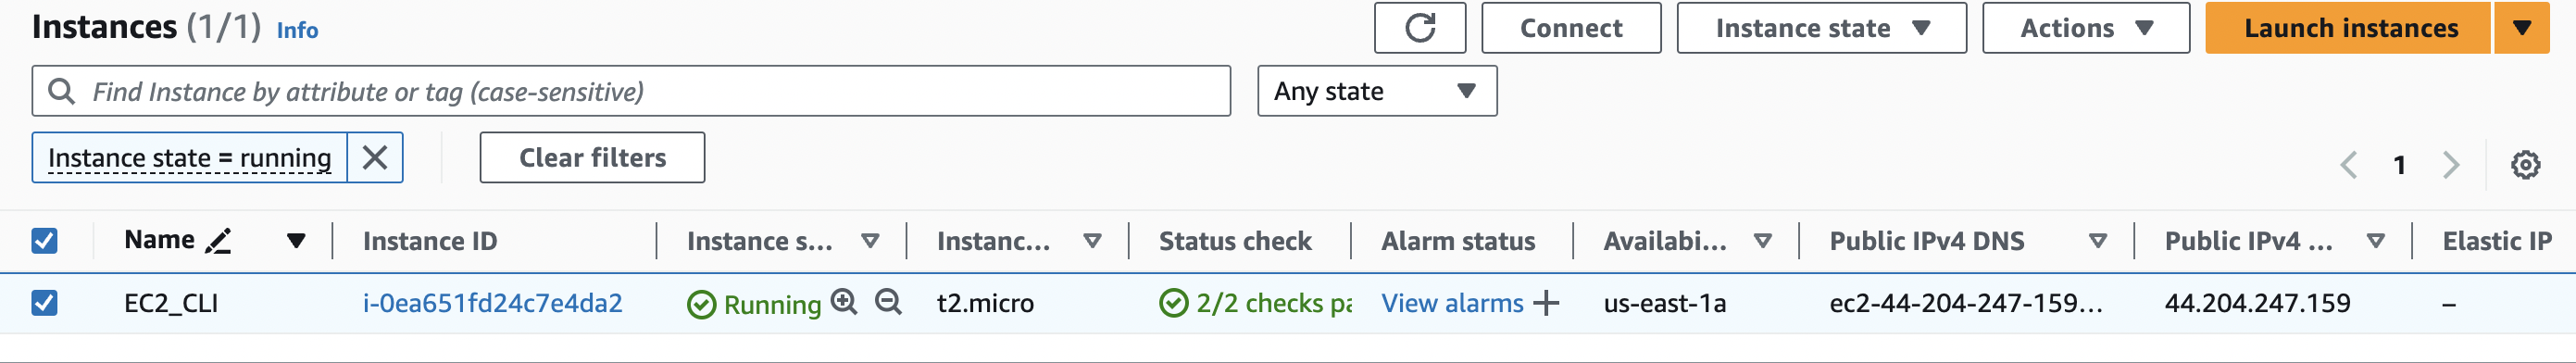 Instances (1/1) Info Connect Instance state Actions Launch instances
Find Instance by attribute or tag (case-sensitive) Any state
Instance state = running Clear filters 1
Name Instance ID Instance s... Instanc... Status check Alarm status Availabi... Public IPv4 DNS Public IPv4 ... Elastic IP
EC2_CLI i-0ea651fd24c7e4da2 Running t2.micro 2/2 checks pa View alarms + us-east-1a ec2-44-204-247-159... 44.204.247.159 –